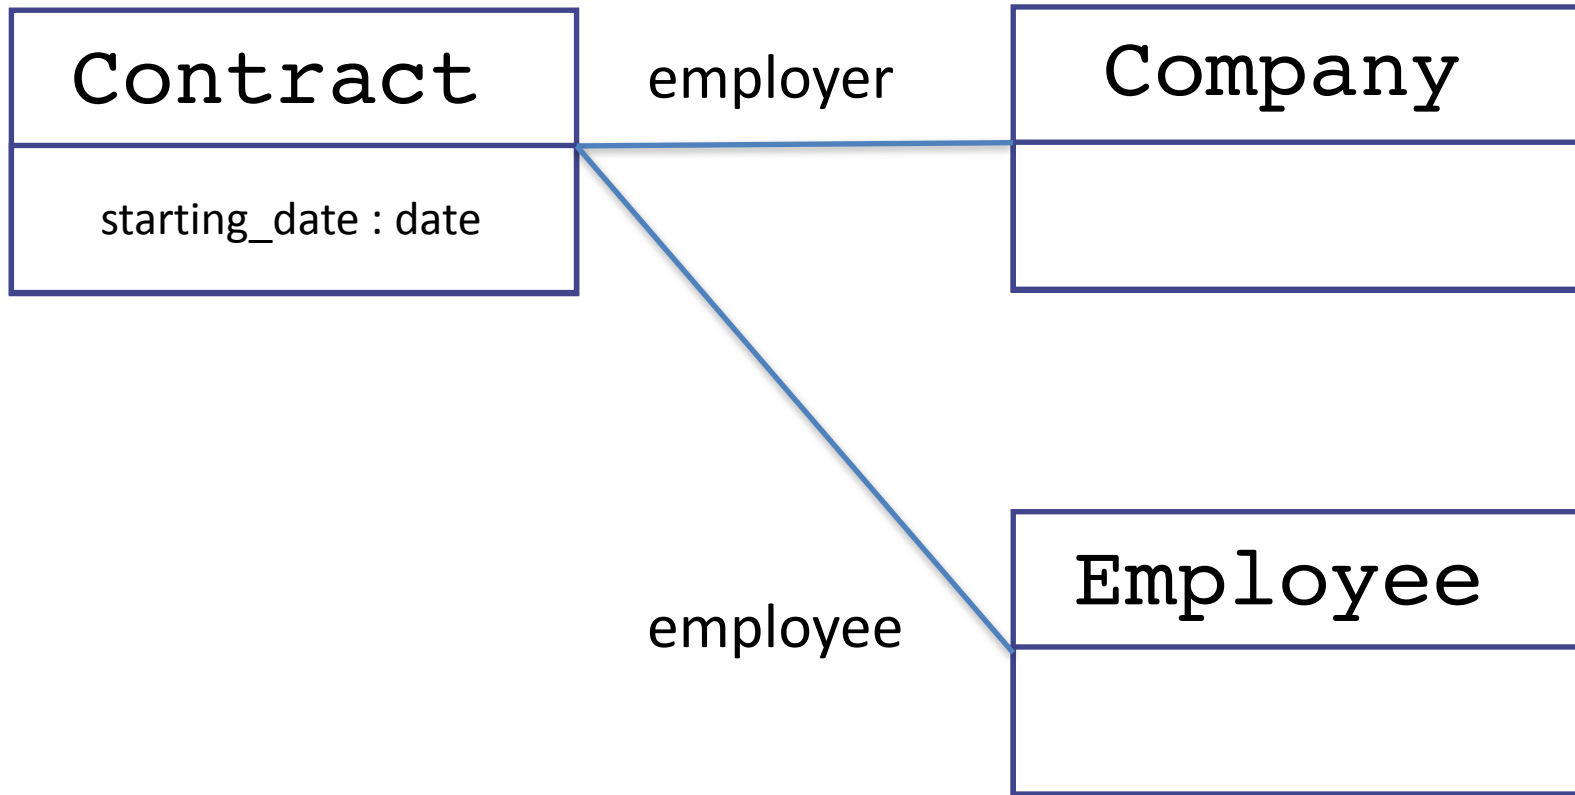 Contract
employer
Company
starting_date : date
employee
Employee